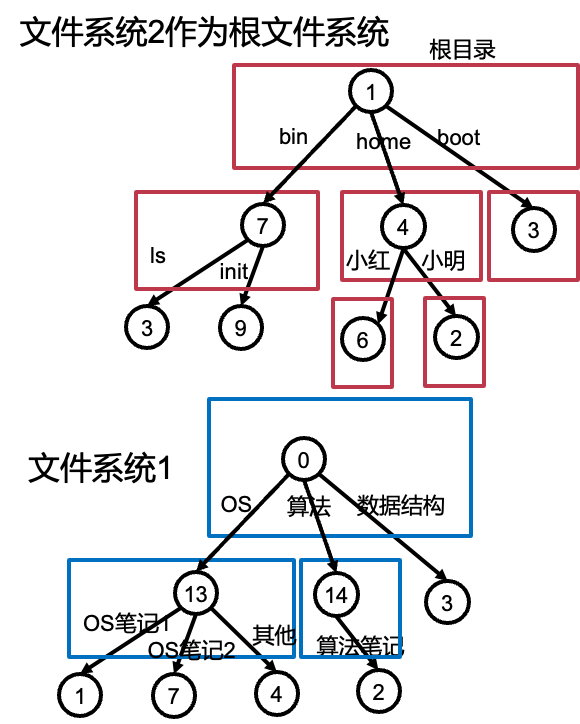 文件系统2作为根文件系统
根目录
1
bin
home
boot
7
4
3
ls
init
小红
小明
3
9
6
2
文件系统1
0
OS
算法
数据结构
13
14
3
OS笔记1
OS笔记2
其他
算法笔记
1
7
4
2